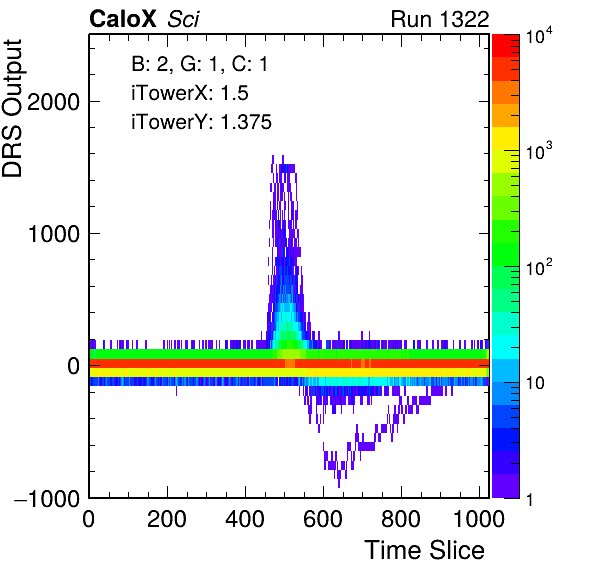 CaloX Sci Run 1322
B: 2, G: 1, C: 1
iTowerX: 1.5
iTowerY: 1.375
DRS Output
2000
1000
0
−1000
0 200 400 600 800 1000
Time Slice
10^4
10^3
10^2
10
1